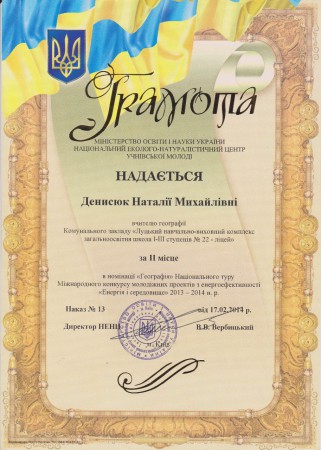 Грамота
МІНІСТЕРСТВО ОСВІТИ І НАУКИ УКРАЇНИ
НАЦІОНАЛЬНИЙ ЕКОЛОГО-НАТУРАЛІСТИЧНИЙ ЦЕНТР
УЧНІВСЬКОЇ МОЛОДІ
НАДАЄТЬСЯ
Денисюк Наталії Михайлівні
вчителю географії
Комунального закладу «Луцький навчально-виховний комплекс
загальноосвітня школа І-ІІІ ступенів № 22 - ліцей»
за ІІ місце
в номінації «Географія» Національного туру
Міжнародного конкурсу молодіжних проектів з енергоефективності
«Енергія і середовище» 2013 – 2014 н. р.
Наказ № 13 від 17.02.2014 р.
Директор НЕНЦ В.В. Вербицький
м. Київ